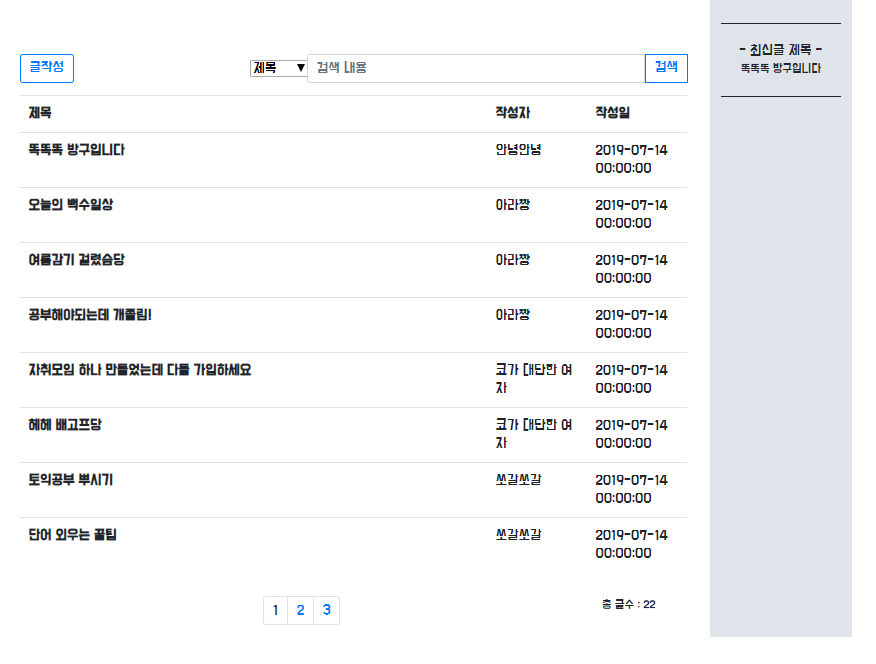 글작성 제목 ▼ 검색 내용 검색
제목 작성자 작성일
똑똑똑 방구입니다 안녕안녕 2019-07-14
00:00:00
오늘의 백수일상 아라짱 2019-07-14
00:00:00
여름감기 걸렸슴당 아라짱 2019-07-14
00:00:00
공부해야되는데 개졸림! 아라짱 2019-07-14
00:00:00
자취모임 하나 만들었는데 다들 가입하세요 코가 대단한 여 2019-07-14
자 00:00:00
헤헤 배고프당 코가 대단한 여 2019-07-14
자 00:00:00
토익공부 뿌시기 쏘갈쏘갈 2019-07-14
00:00:00
단어 외우는 꿀팁 쏘갈쏘갈 2019-07-14
00:00:00
1 2 3 총 글수 : 22
- 최신글 제목 -
똑똑똑 방구입니다